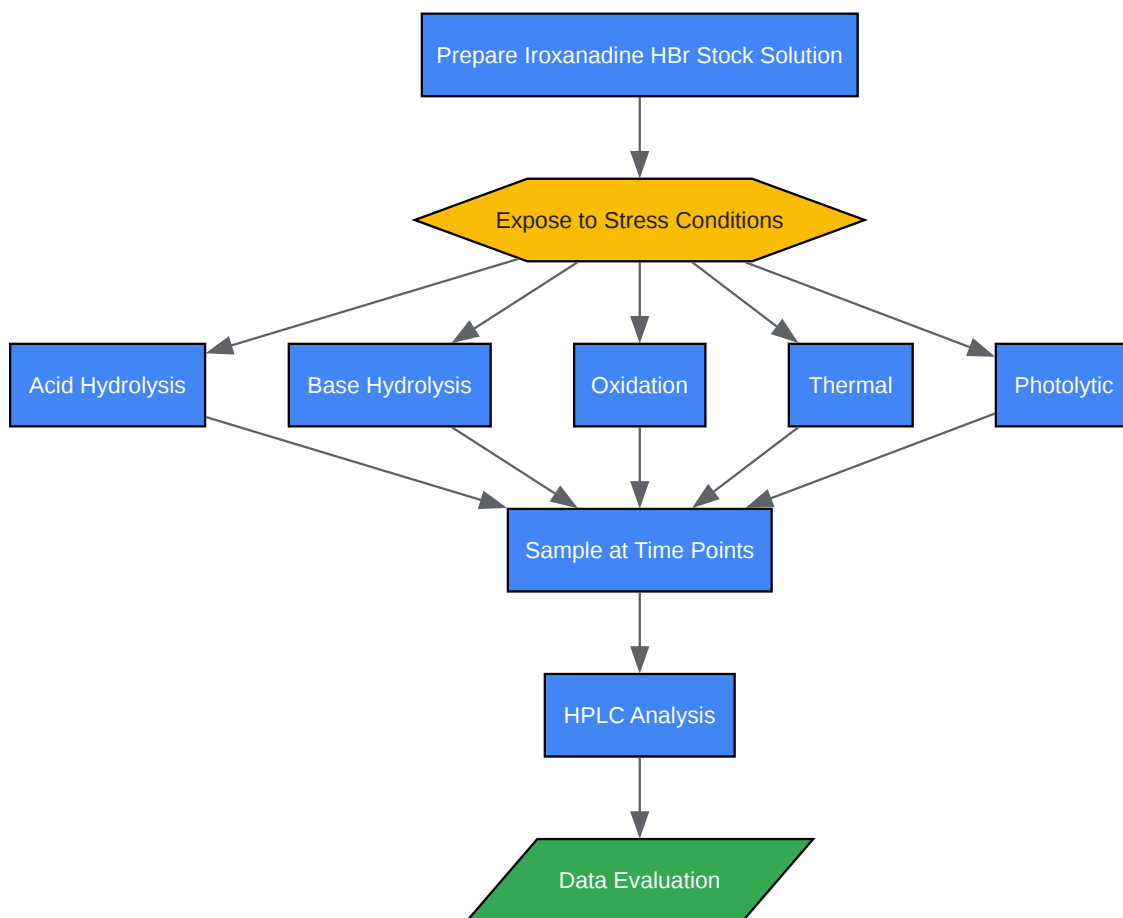 Prepare Iroxanadine HBr Stock Solution
Expose to Stress Conditions
Acid Hydrolysis
Base Hydrolysis
Oxidation
Thermal
Photolytic
Sample at Time Points
HPLC Analysis
Data Evaluation